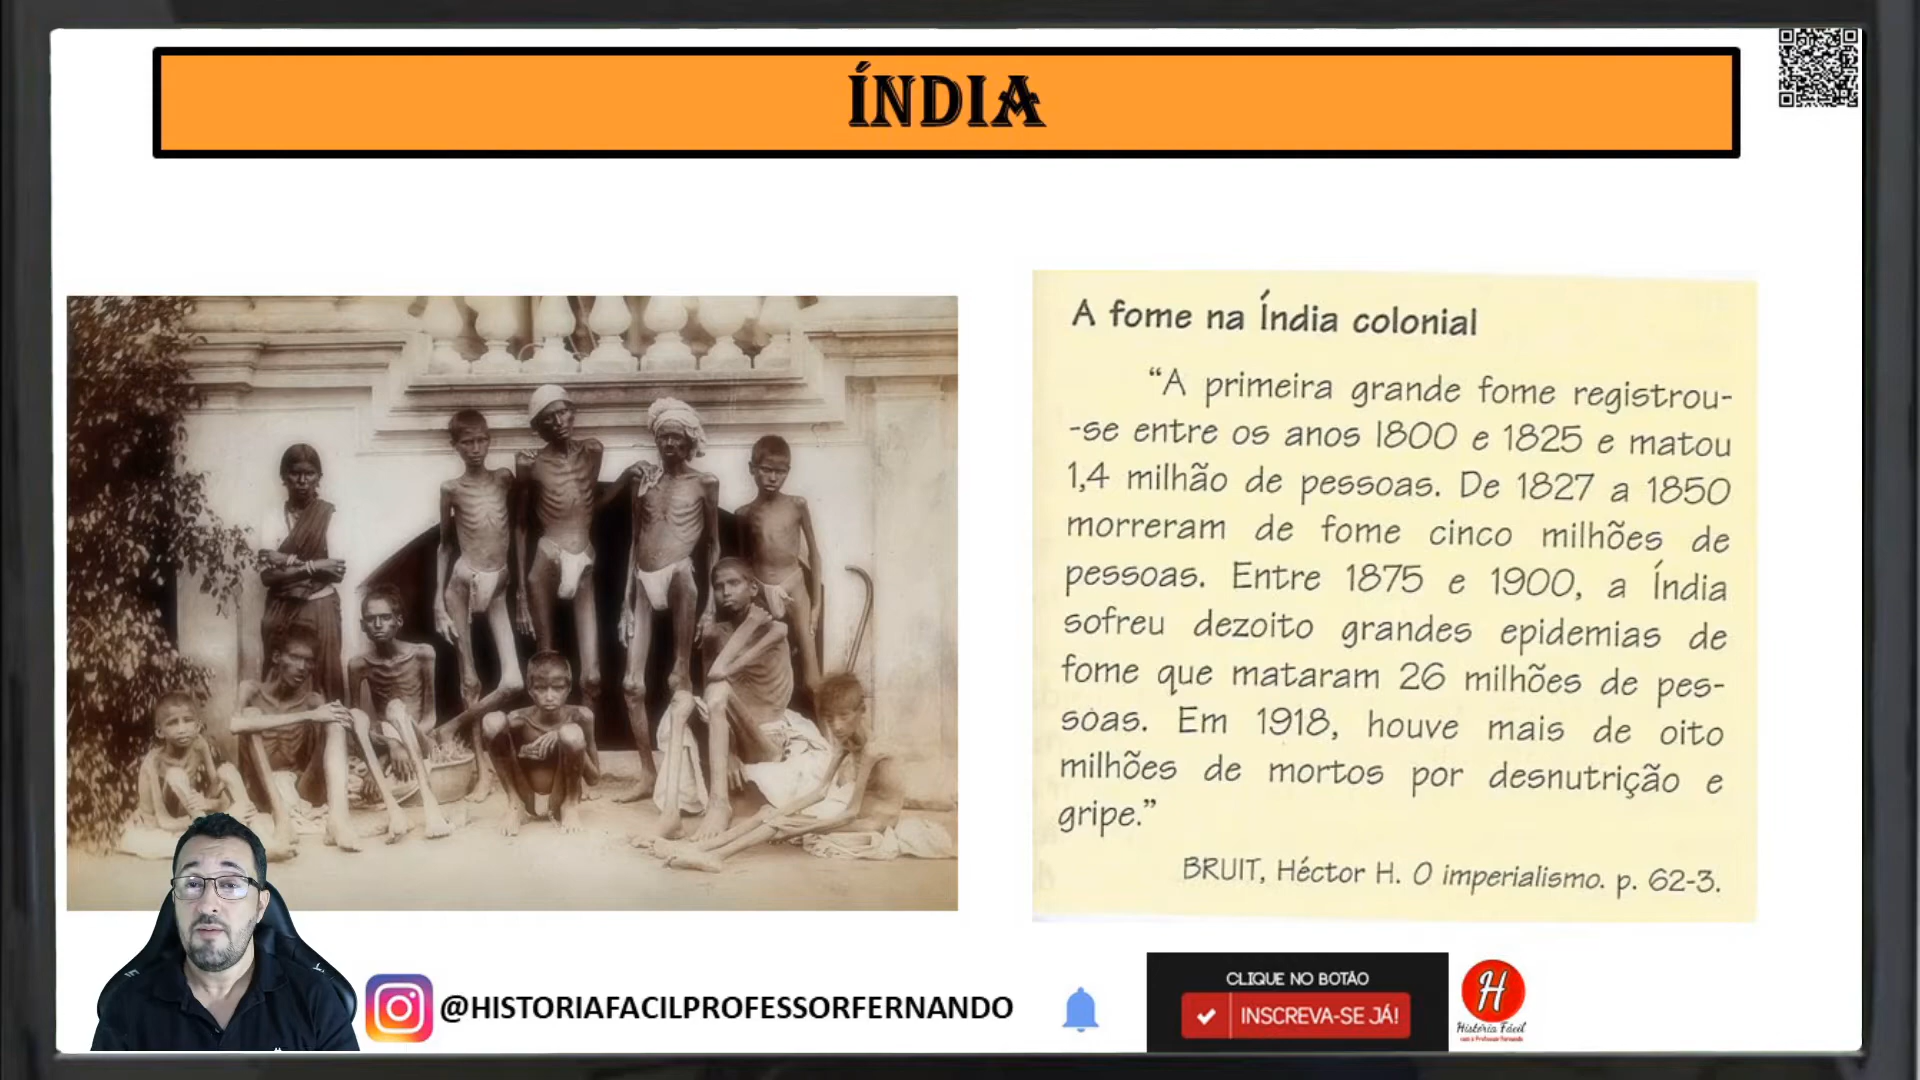 ÍNDIA
A fome na Índia colonial
“A primeira grande fome registrou-
-se entre os anos 1800 e 1825 e matou
1,4 milhão de pessoas. De 1827 a 1850
morreram de fome cinco milhões de
pessoas. Entre 1875 e 1900, a Índia
sofreu dezoito grandes epidemias de
fome que mataram 26 milhões de pes-
soas. Em 1918, houve mais de oito
milhões de mortos por desnutrição e
gripe.”
BRUIT, Héctor H. O imperialismo. p. 62-3.
@HISTORIAFACILPROFESSORFERNANDO
CLIQUE NO BOTÃO
INSCREVA-SE JÁ!
H
História Fácil
com o Professor Fernando